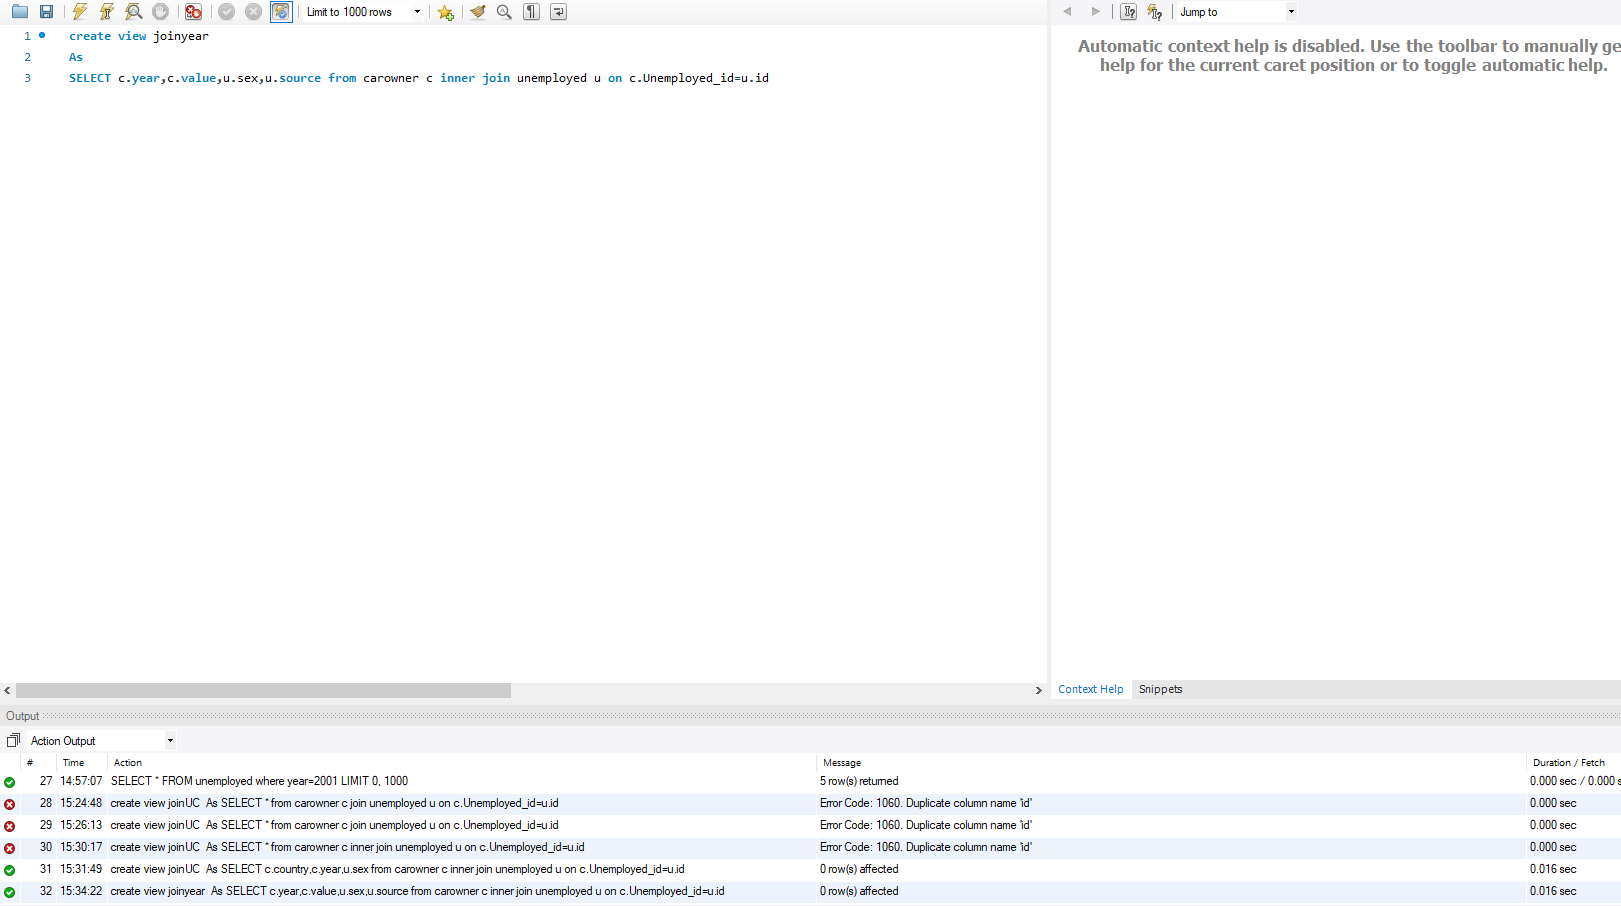 Limit to 1000 rows
Jump to
1 create view joinyear
2 As
3 SELECT c.year,c.value,u.sex,u.source from carowner c inner join unemployed u on c.Unemployed_id=u.id
Automatic context help is disabled. Use the toolbar to manually ge
help for the current caret position or to toggle automatic help.
Context Help Snippets
Output
Action Output
# Time Action Message Duration / Fetch
27 14:57:07 SELECT * FROM unemployed where year=2001 LIMIT 0, 1000 5 row(s) returned 0.000 sec / 0.000 s
28 15:24:48 create view joinUC As SELECT * from carowner c join unemployed u on c.Unemployed_id=u.id Error Code: 1060. Duplicate column name 'id' 0.000 sec
29 15:26:13 create view joinUC As SELECT * from carowner c join unemployed u on c.Unemployed_id=u.id Error Code: 1060. Duplicate column name 'id' 0.000 sec
30 15:30:17 create view joinUC As SELECT * from carowner c inner join unemployed u on c.Unemployed_id=u.id Error Code: 1060. Duplicate column name 'id' 0.000 sec
31 15:31:49 create view joinUC As SELECT c.country,c.year,u.sex from carowner c inner join unemployed u on c.Unemployed_id=u.id 0 row(s) affected 0.016 sec
32 15:34:22 create view joinyear As SELECT c.year,c.value,u.sex,u.source from carowner c inner join unemployed u on c.Unemployed_id=u.id 0 row(s) affected 0.016 sec